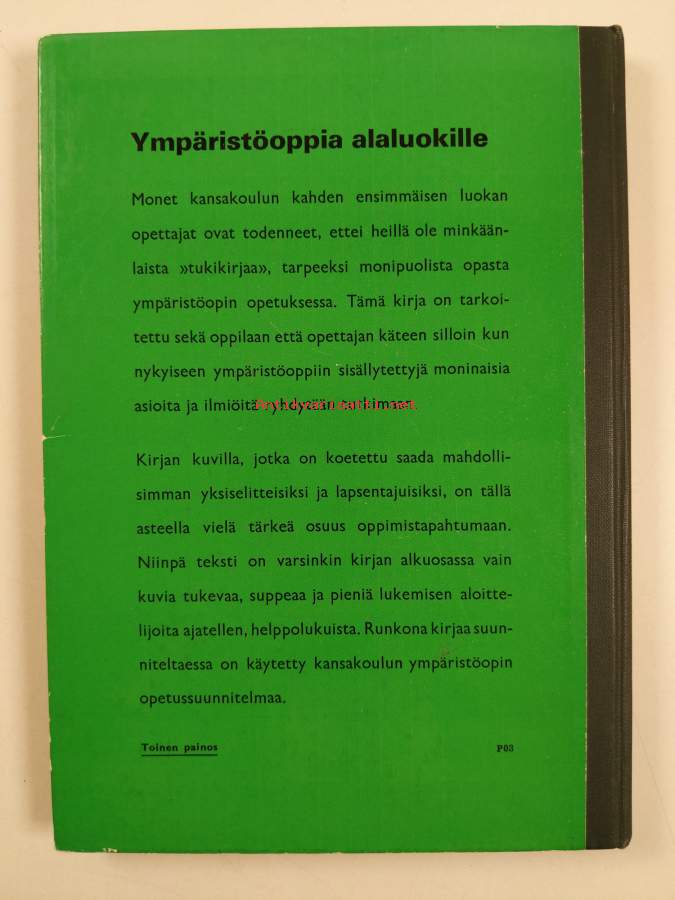 Ympäristöoppia alaluokille
Monet kansakoulun kahden ensimmäisen luokan
opettajat ovat todenneet, ettei heillä ole minkään-
laista »tukikirjaa», tarpeeksi monipuolista opasta
ympäristöopin opetuksessa. Tämä kirja on tarkoi-
tettu sekä oppilaan että opettajan käteen silloin kun
nykyiseen ympäristöoppiin sisällytettyjä moninaisia
asioita ja ilmiöitä ryhdytään tutkimaan.
Antikvariaatti.net
Kirjan kuvilla, jotka on koetettu saada mahdolli-
simman yksiselitteisiksi ja lapsentajuisiksi, on tällä
asteella vielä tärkeä osuus oppimistapahtumaan.
Niinpä teksti on varsinkin kirjan alkuosassa vain
kuvia tukevaa, suppeaa ja pieniä lukemisen aloitte-
lijoita ajatellen, helppolukuista. Runkona kirjaa suun-
niteltaessa on käytetty kansakoulun ympäristöopin
opetussuunnitelmaa.
Toinen painos
P03